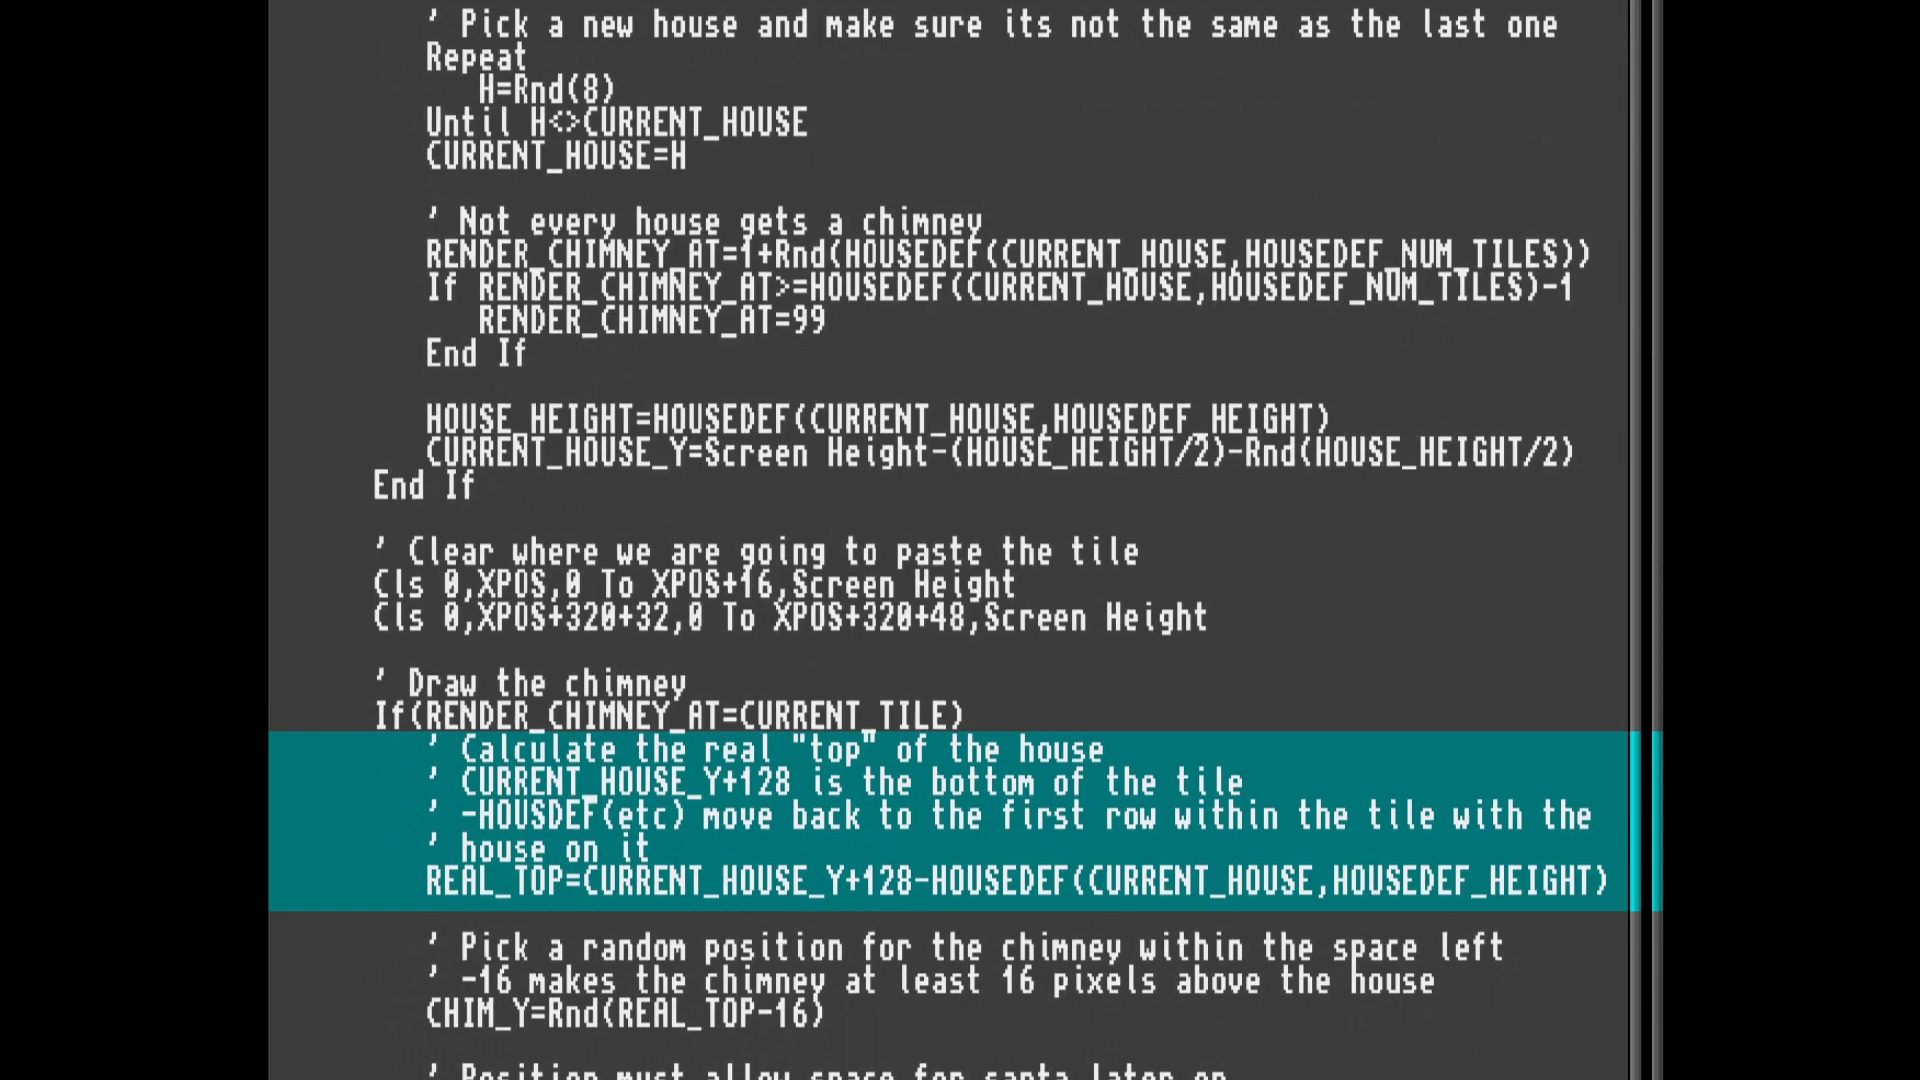 ' Pick a new house and make sure its not the same as the last one
Repeat
H=Rnd(8)
Until H<>CURRENT_HOUSE
CURRENT_HOUSE=H
' Not every house gets a chimney
RENDER_CHIMNEY_AT=1+Rnd(HOUSEDEF((CURRENT_HOUSE,HOUSEDEF_NUM_TILES))
If RENDER_CHIMNEY_AT>=HOUSEDEF((CURRENT_HOUSE,HOUSEDEF_NUM_TILES)-1
RENDER_CHIMNEY_AT=99
End If
HOUSE_HEIGHT=HOUSEDEF((CURRENT_HOUSE,HOUSEDEF_HEIGHT)
CURRENT_HOUSE_Y=Screen Height-(HOUSE_HEIGHT/2)-Rnd(HOUSE_HEIGHT/2)
End If
' Clear where we are going to paste the tile
Cls 0,XPOS,0 To XPOS+16,Screen Height
Cls 0,XPOS+320+32,0 To XPOS+320+48,Screen Height
' Draw the chimney
If(RENDER_CHIMNEY_AT=CURRENT_TILE)
' Calculate the real "top" of the house
' CURRENT_HOUSE_Y+128 is the bottom of the tile
' -HOUSDEF(etc) move back to the first row within the tile with the
' house on it
REAL_TOP=CURRENT_HOUSE_Y+128-HOUSEDEF((CURRENT_HOUSE,HOUSEDEF_HEIGHT)
' Pick a random position for the chimney within the space left
' -16 makes the chimney at least 16 pixels above the house
CHIM_Y=Rnd(REAL_TOP-16)
' Position must allow space for santa later on